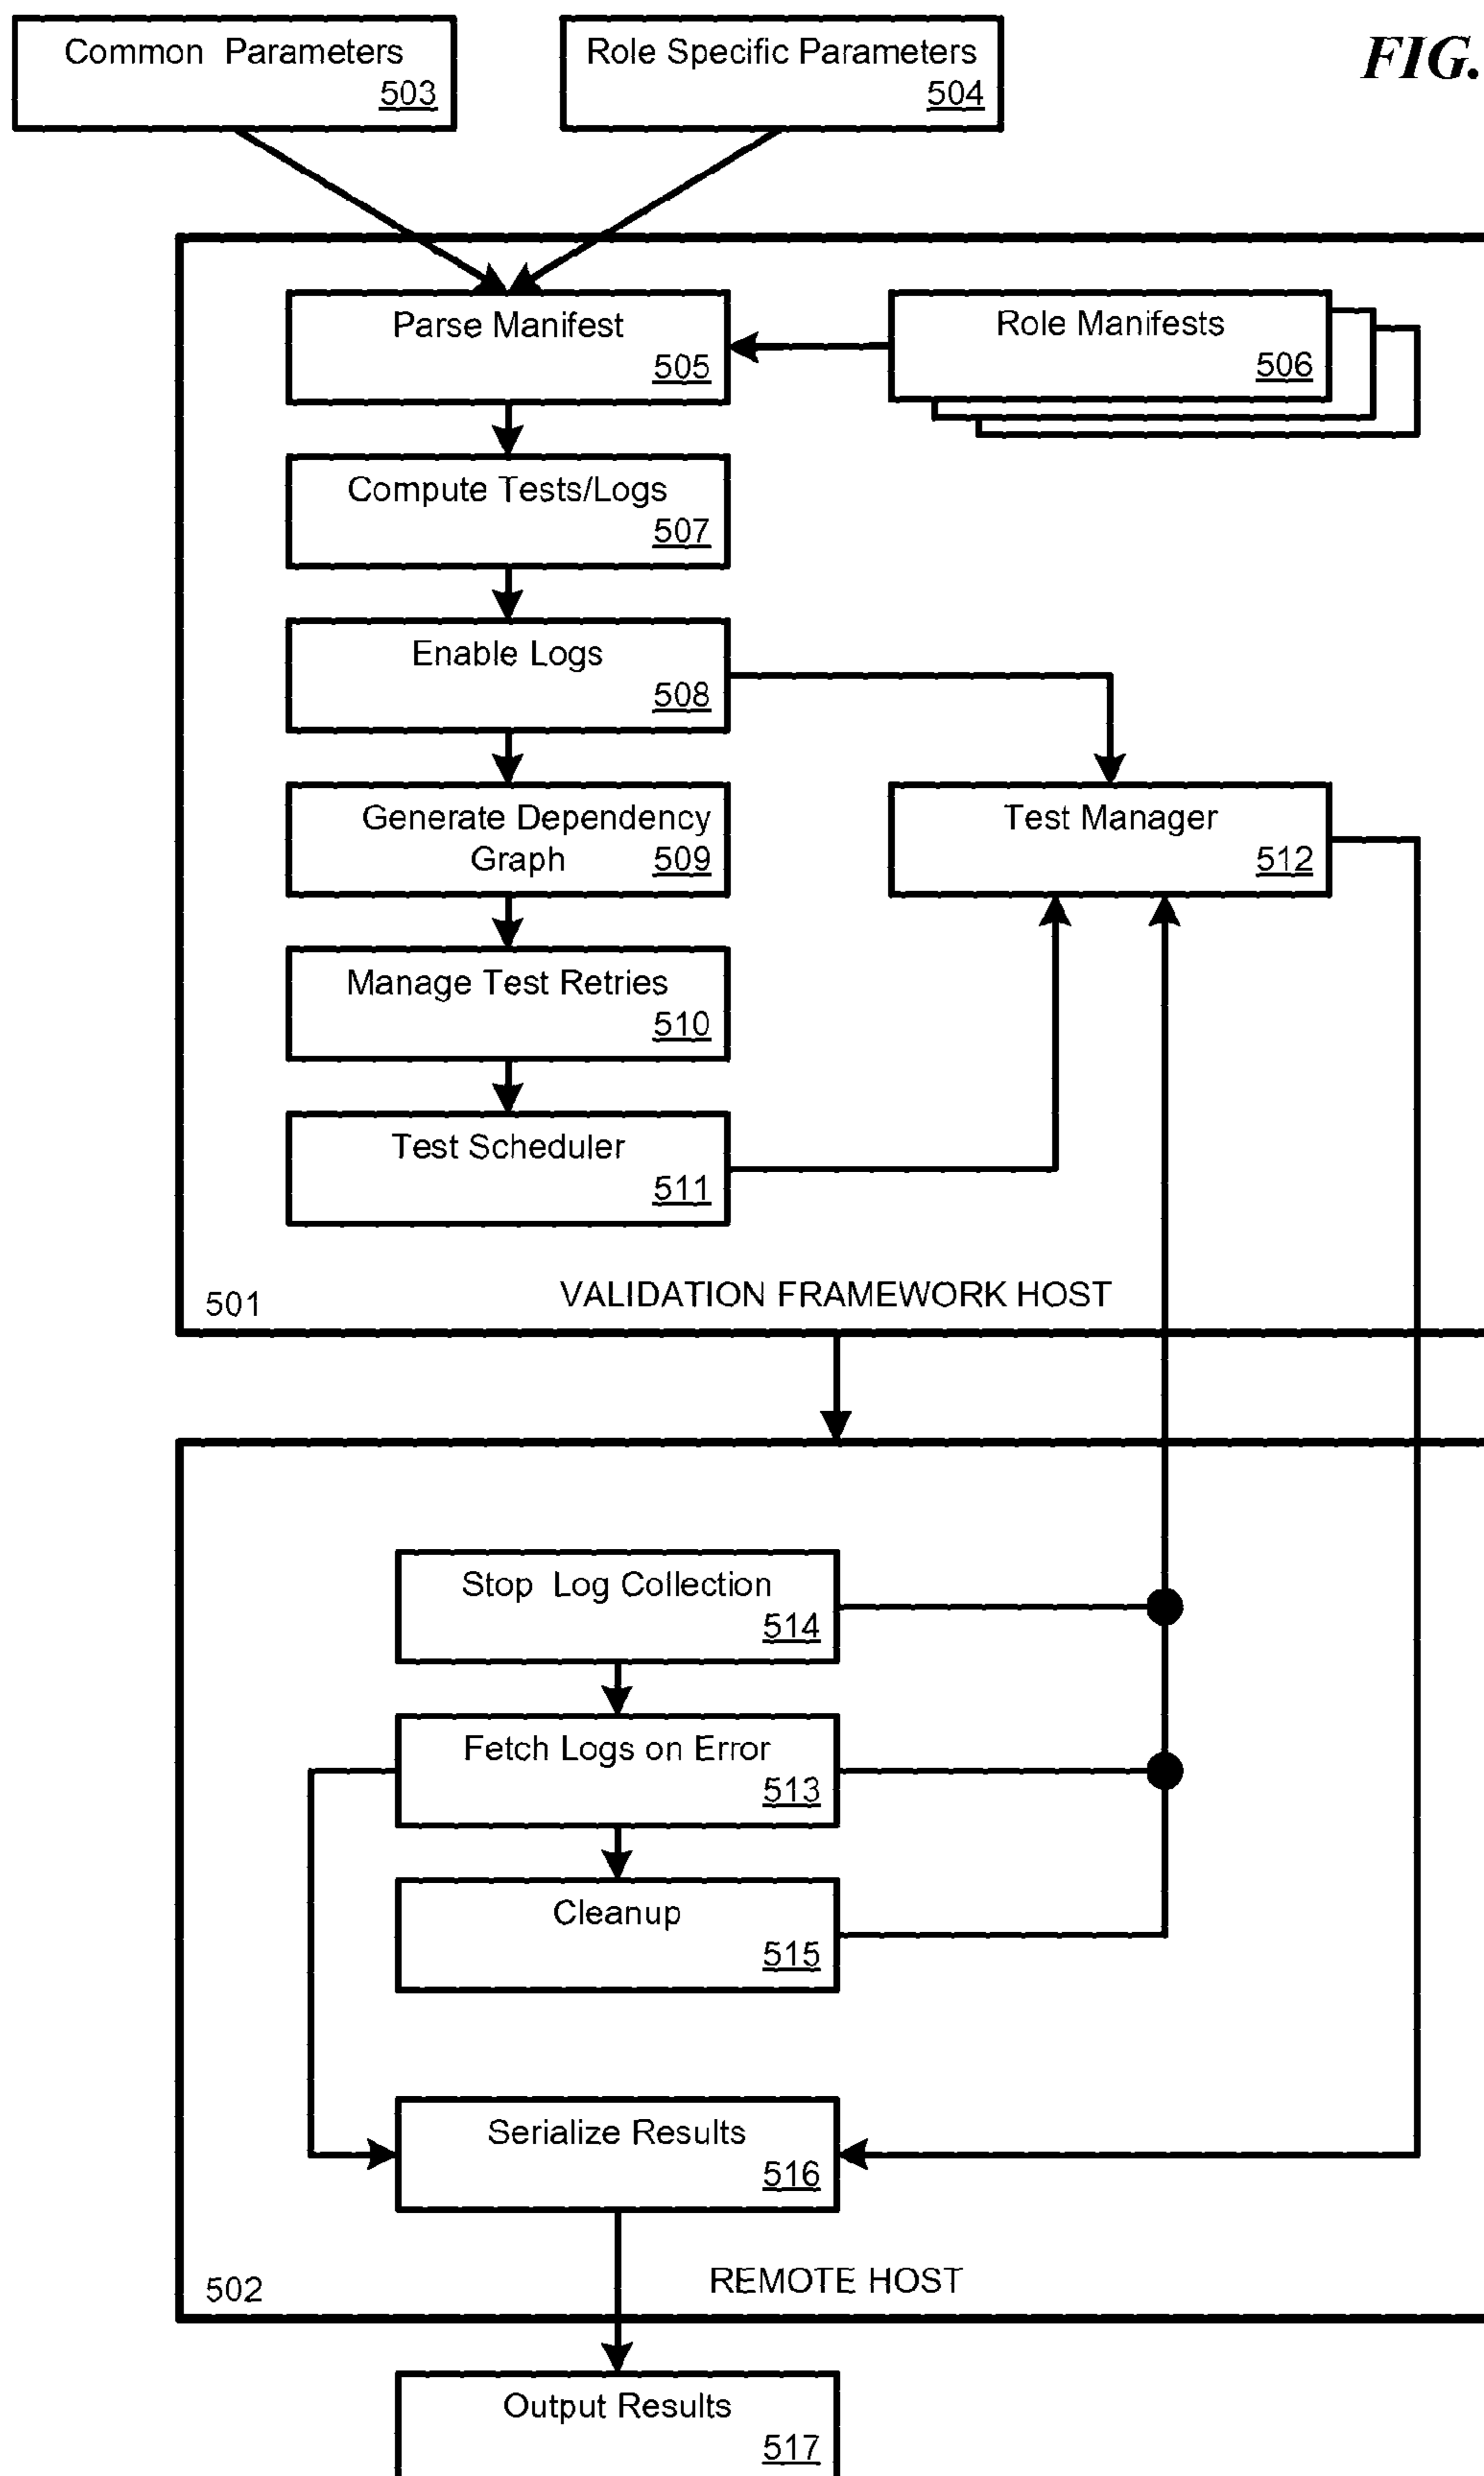 Common Parameters
503
Role Specific Parameters
504
FIG.
Parse Manifest
505
Role Manifests
506
Compute Tests/Logs
507
Enable Logs
508
Generate Dependency
Graph 509
Test Manager
512
Manage Test Retries
510
Test Scheduler
511
501
VALIDATION FRAMEWORK HOST
Stop Log Collection
514
Fetch Logs on Error
513
Cleanup
515
Serialize Results
516
502
REMOTE HOST
Output Results
517